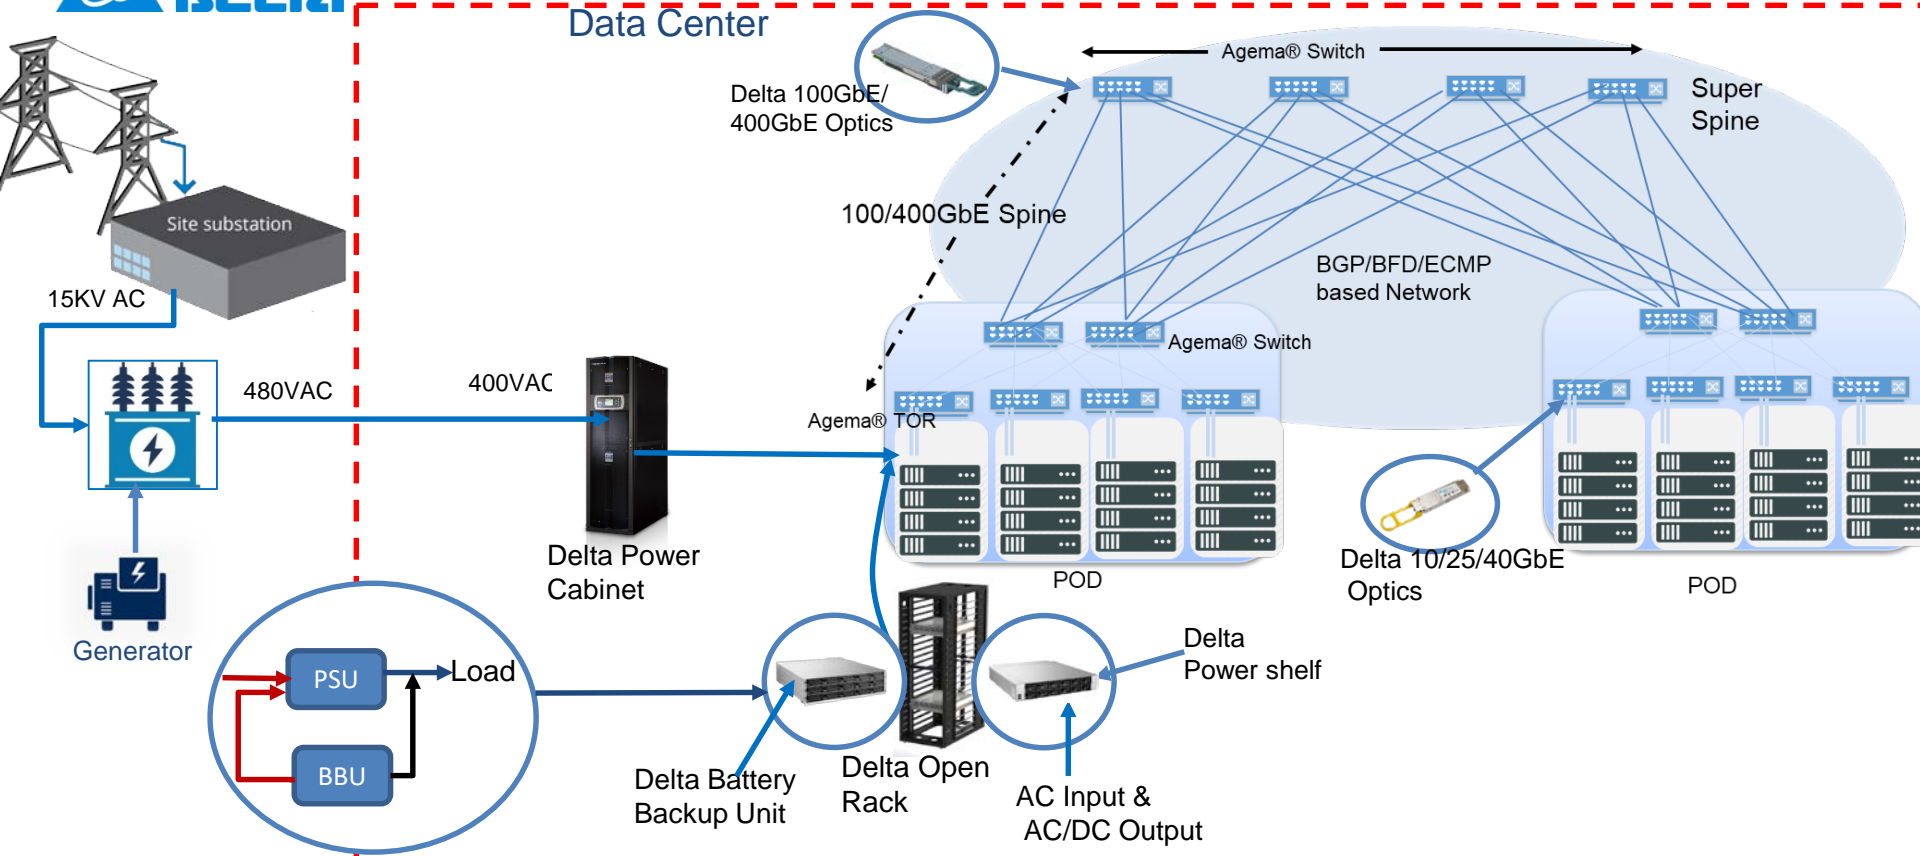 Data Center
Agema® Switch
Super
Spine
Delta 100GbE/
400GbE Optics
Site substation
100/400GbE Spine
BGP/BFD/ECMP
based Network
15KV AC
Agema® Switch
480VAC
400VAC
Agema® TOR
Delta Power
Cabinet
Delta 10/25/40GbE
Optics
POD
POD
Generator
PSU
Load
BBU
Delta
Power shelf
Delta Battery
Backup Unit
Delta Open
Rack
AC Input &
AC/DC Output